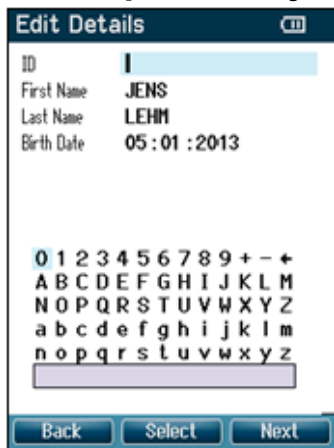 Edit Details
ID
First Name JENS
Last Name LEHM
Birth Date 05:01:2013
0 1 2 3 4 5 6 7 8 9 + - ←
A B C D E F G H I J K L M
N O P Q R S T U V W X Y Z
a b c d e f g h i j k l m
n o p q r s t u v w x y z
Back Select Next